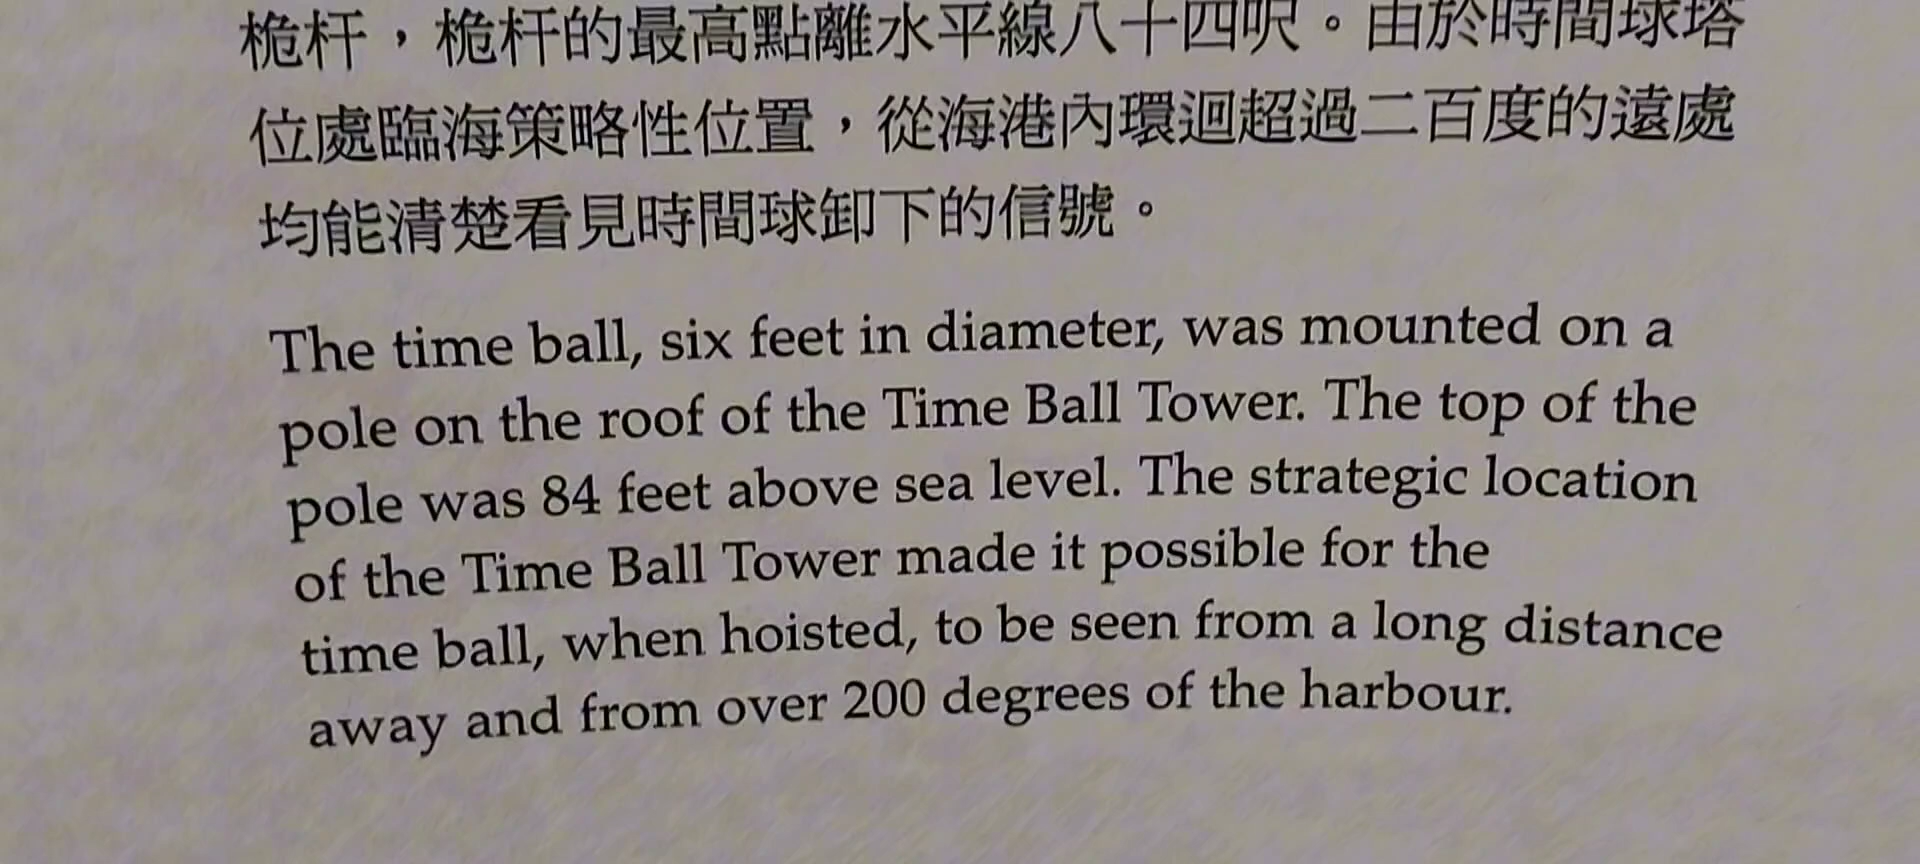 桅杆，桅杆的最高點離水平線八十四呎。由於時間球塔
位處臨海策略性位置，從海港內環迴超過二百度的遠處
均能清楚看見時間球卸下的信號。
The time ball, six feet in diameter, was mounted on a
pole on the roof of the Time Ball Tower. The top of the
pole was 84 feet above sea level. The strategic location
of the Time Ball Tower made it possible for the
time ball, when hoisted, to be seen from a long distance
away and from over 200 degrees of the harbour.